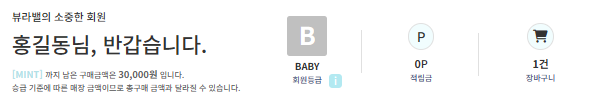 뷰라밸의 소중한 회원
홍길동님, 반갑습니다.
[MINT] 까지 남은 구매금액은 30,000원 입니다.
승급 기준에 따른 매장 금액이므로 총구매 금액과 달라질 수 있습니다.
B
BABY
회원등급 i
P
0P
적립금
1건
장바구니